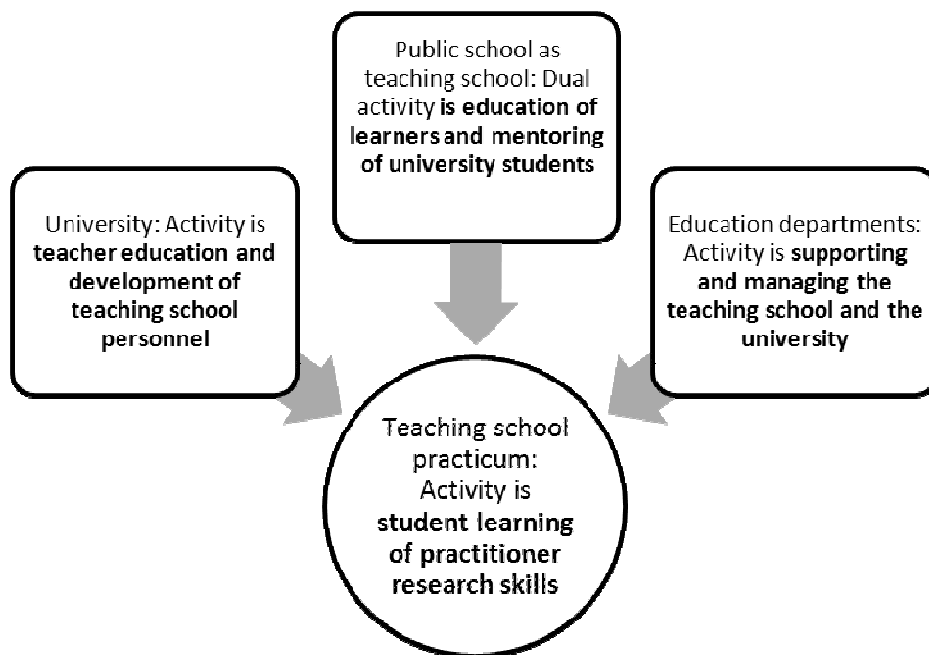 Public school as
teaching school: Dual
activity is education of
learners and mentoring
of university students
University: Activity is
teacher education and
development of
teaching school
personnel
Education departments:
Activity is supporting
and managing the
teaching school and the
university
Teaching school
practicum:
Activity is
student learning
of practitioner
research skills